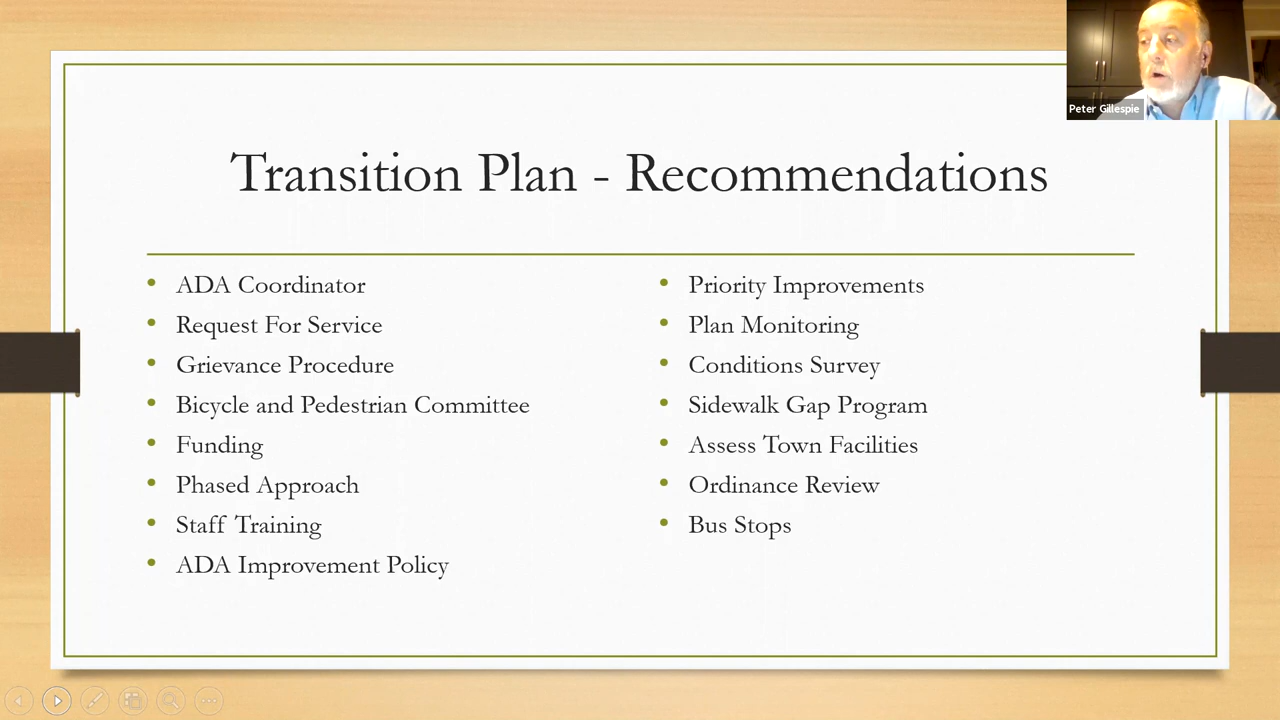 Peter Gillespie
Transition Plan - Recommendations
• ADA Coordinator
• Request For Service
• Grievance Procedure
• Bicycle and Pedestrian Committee
• Funding
• Phased Approach
• Staff Training
• ADA Improvement Policy
• Priority Improvements
• Plan Monitoring
• Conditions Survey
• Sidewalk Gap Program
• Assess Town Facilities
• Ordinance Review
• Bus Stops